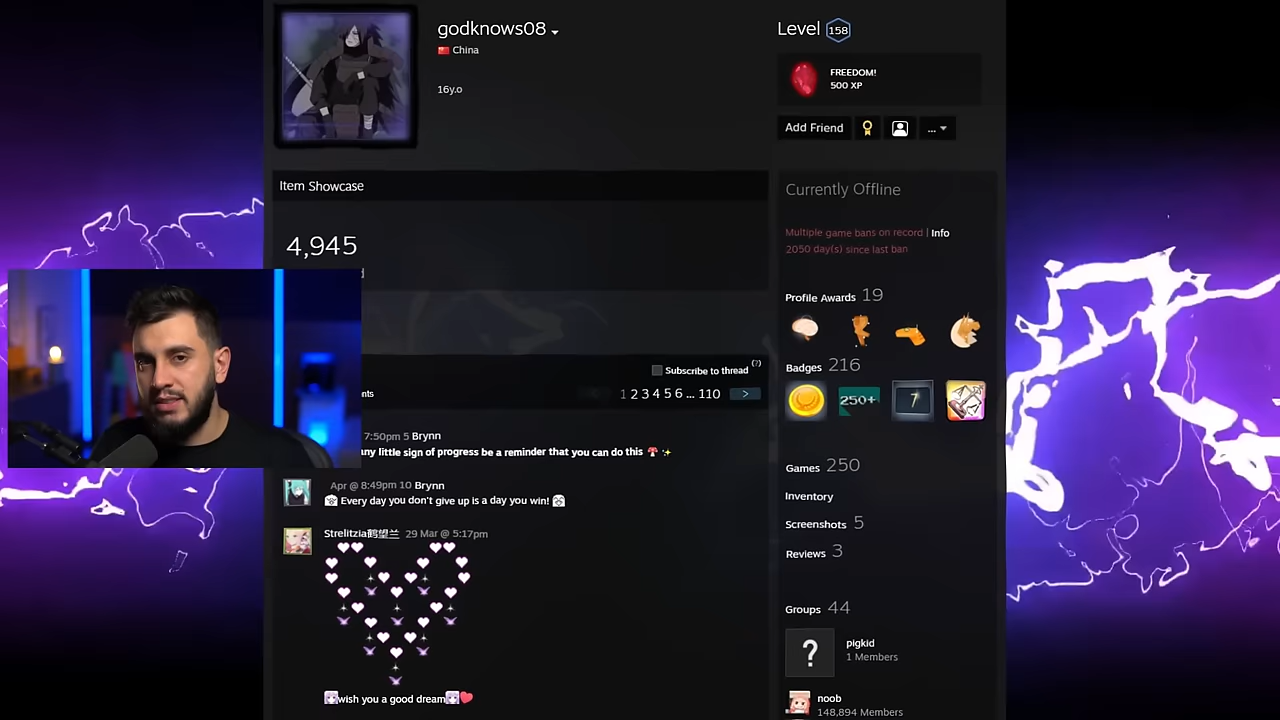 godknows08
China
16y.o
Level 158
FREEDOM!
500 XP
Add Friend
...
Item Showcase
4,945
Currently Offline
Multiple game bans on record | Info
2050 day(s) since last ban
Profile Awards 19
Badges 216
250+
7
Subscribe to thread (?)
nts
1 2 3 4 5 6 ... 110 >
7:50pm 5 Brynn
any little sign of progress be a reminder that you can do this
Apr @ 8:49pm 10 Brynn
Every day you don't give up is a day you win!
Strelitzia鹤望兰 29 Mar @ 5:17pm
wish you a good dream
Games 250
Inventory
Screenshots 5
Reviews 3
Groups 44
?
pigkid
1 Members
noob
148,894 Members